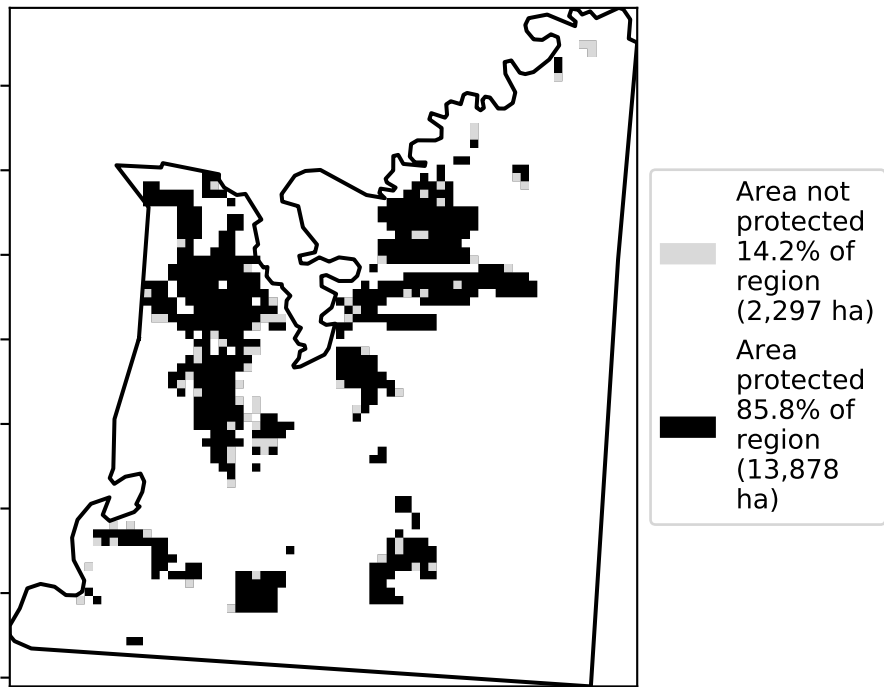 Area not
protected
14.2% of
region
(2,297 ha)
Area
protected
85.8% of
region
(13,878
ha)